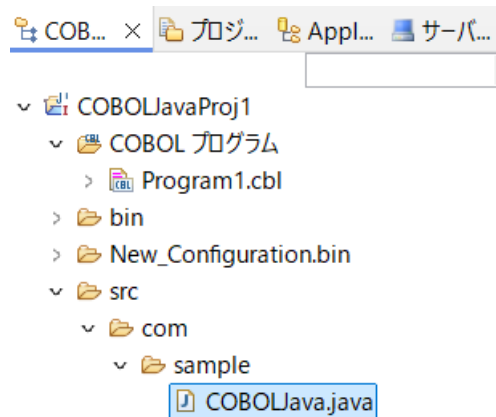 COB... プロジ... Appl... サーバ...
COBOLJavaProj1
COBOL プログラム
Program1.cbl
bin
New_Configuration.bin
src
com
sample
COBOLJava.java